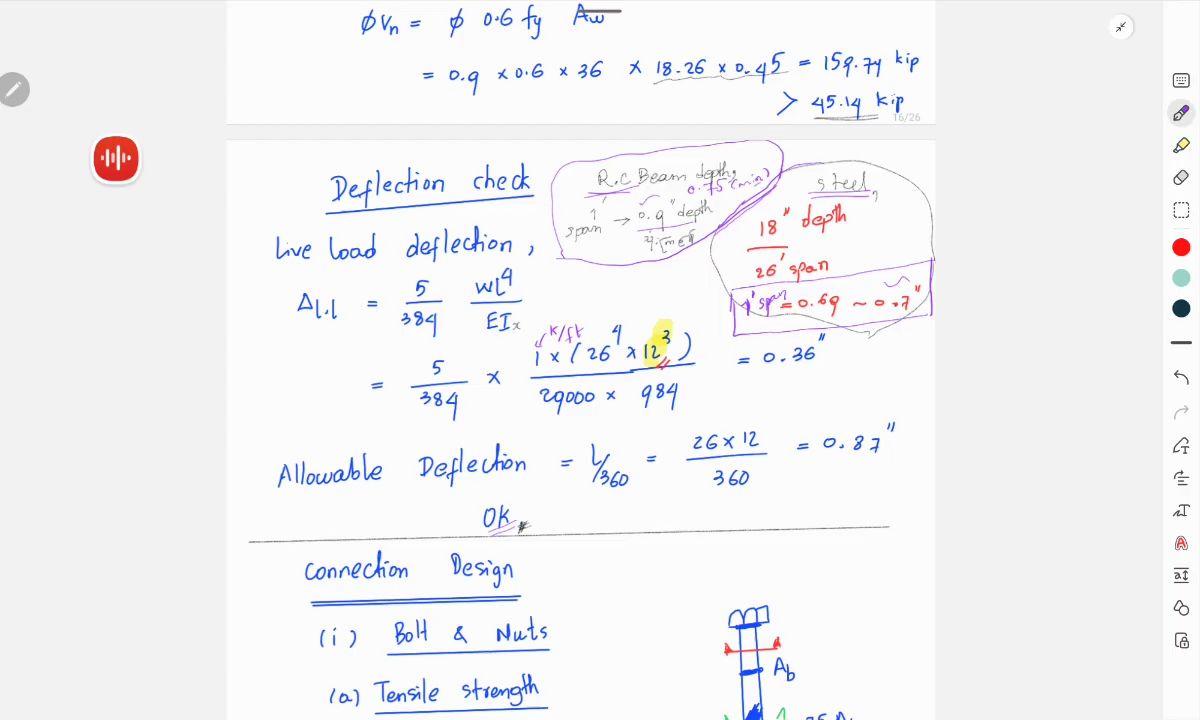 ϕVn = ϕ 0.6 fy Aw
= 0.9 × 0.6 × 36 × 18.26 × 0.45 = 159.74 kip
> 45.14 kip
16/26
Deflection check
R.C Beam depth,
0.75 (min)
1' span → 0.9" depth
steel,
18" depth
26' span
1' span = 0.69 ~ 0.7"
Live load deflection,
Δl.l = 5/384 wL⁴/EIx
k/ft
= 5/384 × 1 × (26⁴ × 12³)/29000 × 984 = 0.36"
Allowable Deflection = L/360 = 26 × 12/360 = 0.87"
OK
Connection Design
(i) Bolt & Nuts
Ab
(a) Tensile strength